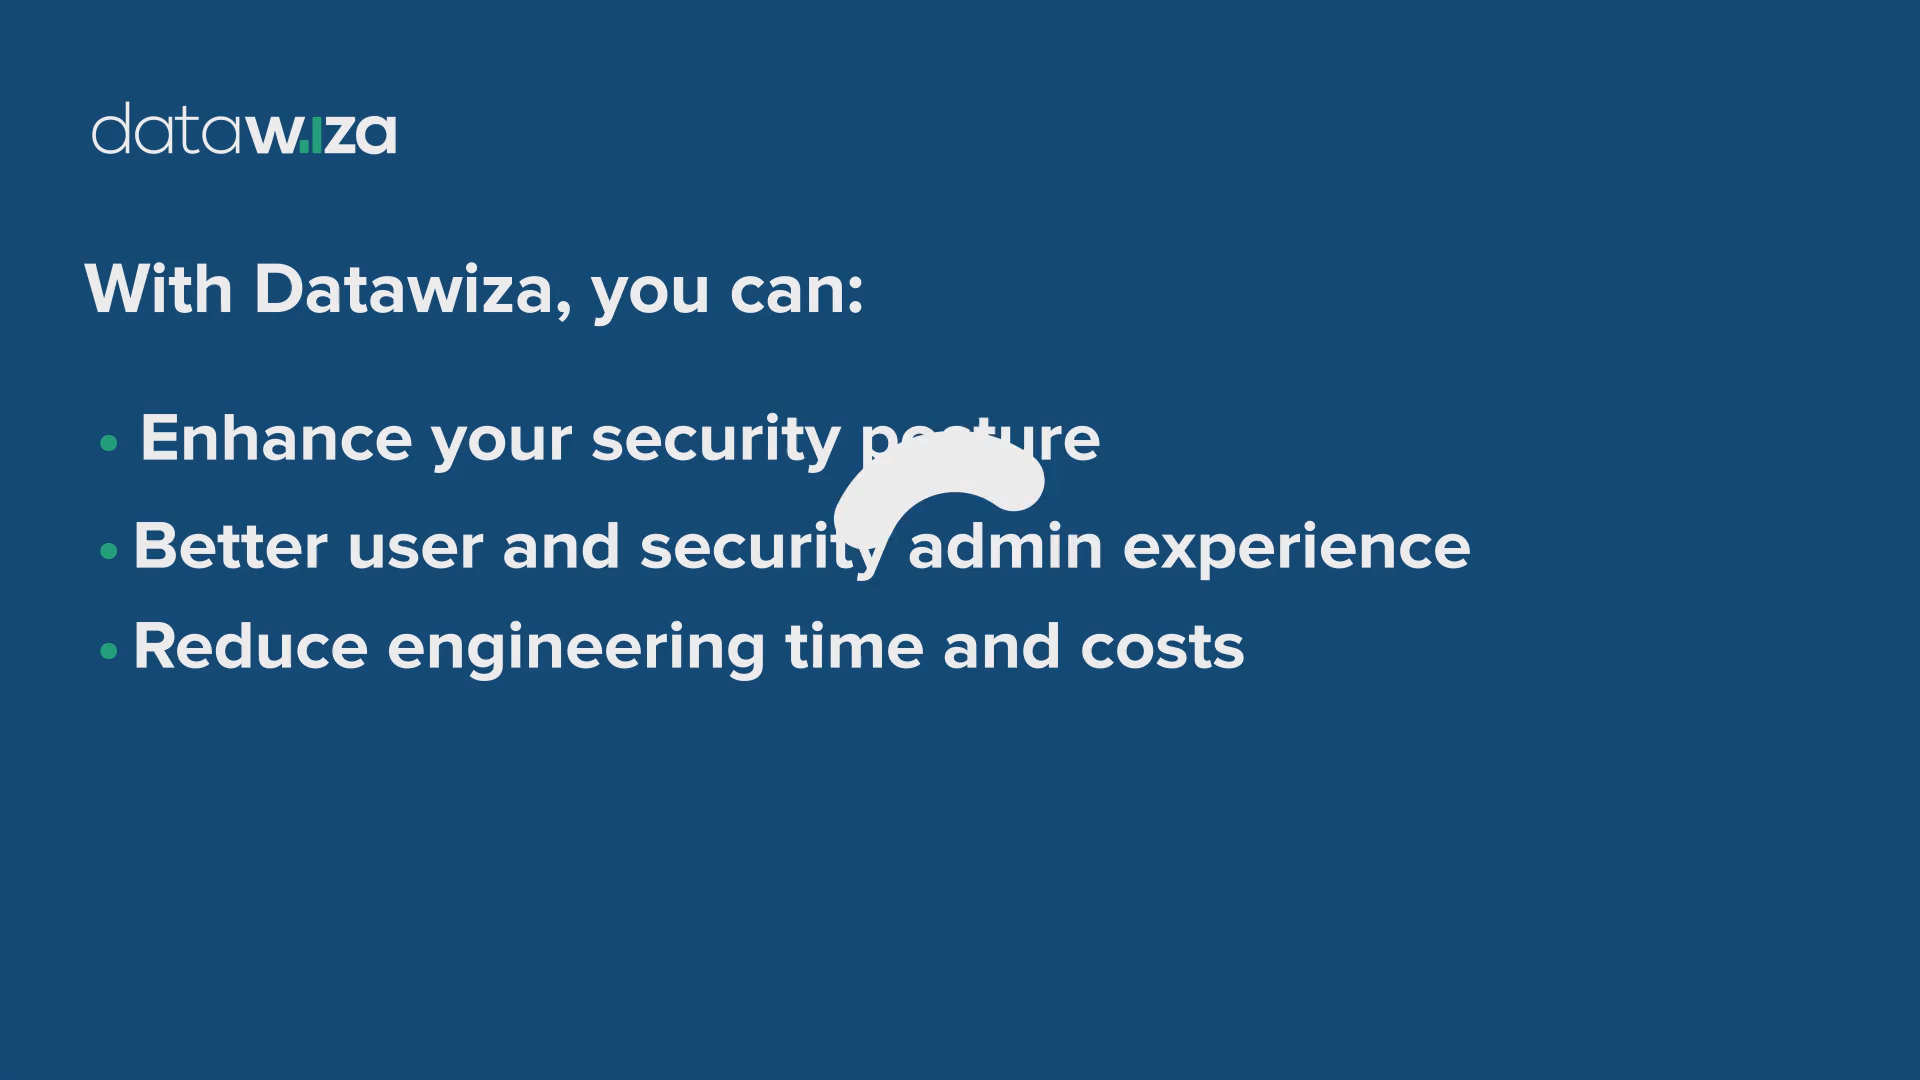 datawiza
With Datawiza, you can:
• Enhance your security posture
• Better user and security admin experience
• Reduce engineering time and costs